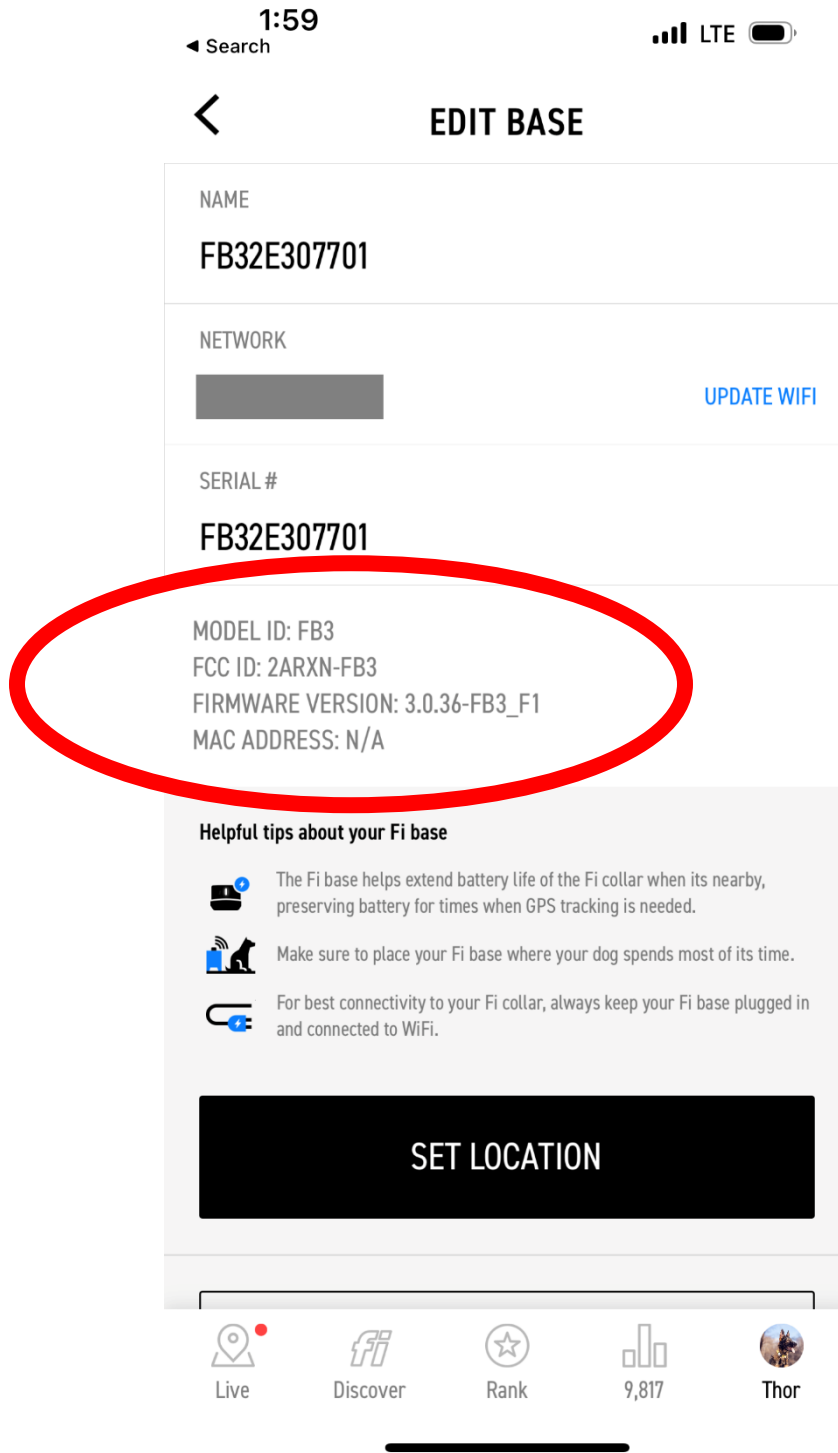 1:59
◀ Search
LTE
EDIT BASE
NAME
FB32E307701
NETWORK
UPDATE WIFI
SERIAL #
FB32E307701
MODEL ID: FB3
FCC ID: 2ARXN-FB3
FIRMWARE VERSION: 3.0.36-FB3_F1
MAC ADDRESS: N/A
Helpful tips about your Fi base
The Fi base helps extend battery life of the Fi collar when its nearby,
preserving battery for times when GPS tracking is needed.
Make sure to place your Fi base where your dog spends most of its time.
For best connectivity to your Fi collar, always keep your Fi base plugged in
and connected to WiFi.
SET LOCATION
fi
Live
Discover
Rank
9,817
Thor